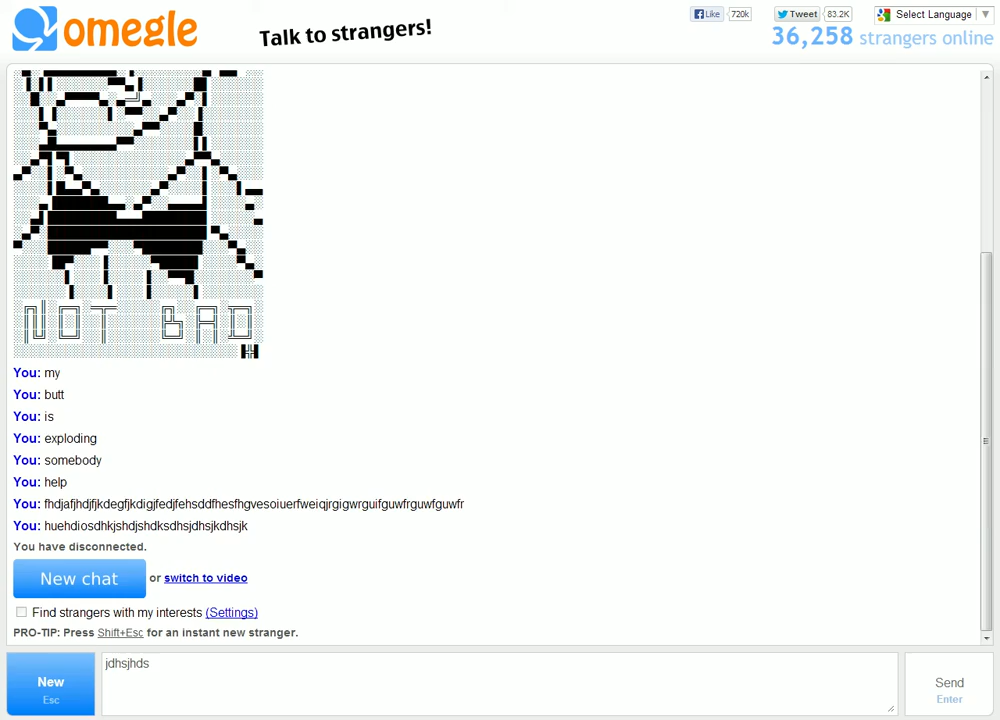 omegle
Talk to strangers!
Like 720k
Tweet 83.2K
Select Language
36,258 strangers online
NOT BAD
You: my
You: butt
You: is
You: exploding
You: somebody
You: help
You: fhdjafjhdjfjkdegfjkdigjfedjfehsddfhesfhgvesoiuerfweiqjrgigwrguifguwfrguwfguwfr
You: huehdiosdhkjshdjshdksdhsjdhsjkdhsjk
You have disconnected.
New chat or switch to video
Find strangers with my interests (Settings)
PRO-TIP: Press Shift+Esc for an instant new stranger.
New
Esc
jdhsjhds
Send
Enter